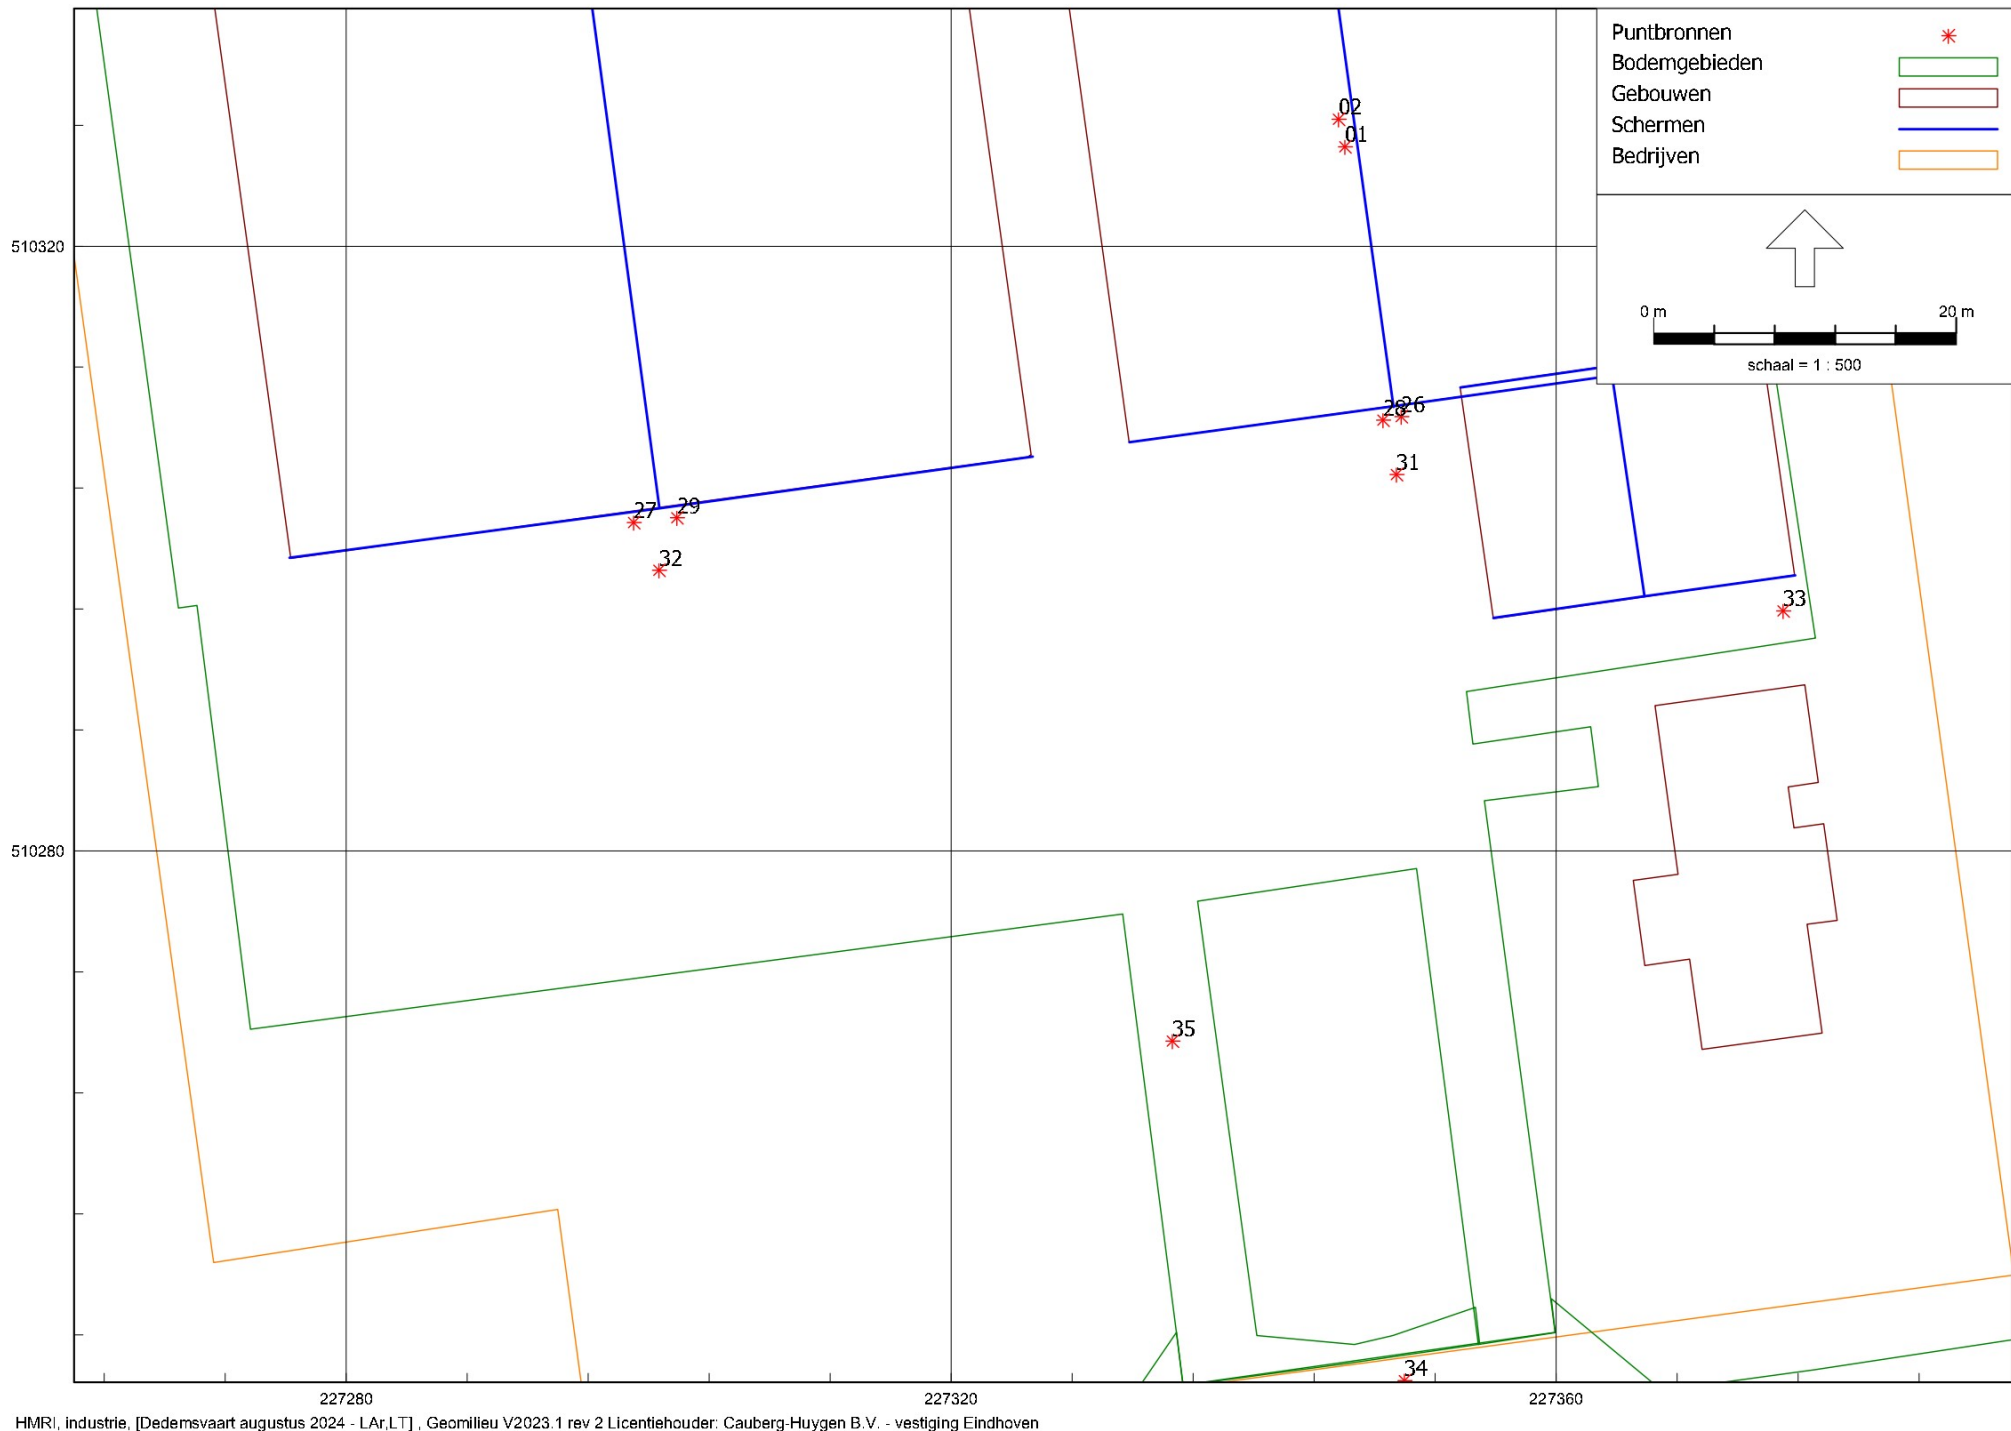 Puntbronnen
Bodemgebieden
Gebouwen
Schermen
Bedrijven
0 m 20 m
schaal = 1 : 500
02
01
510320
28 26
31
27 29
32
33
510280
35
34
227280 227320 227360
HMRI, industrie, [Dedemsvaart augustus 2024 - LAr,LT] , Geomilieu V2023.1 rev 2 Licentiehouder: Cauberg-Huygen B.V. - vestiging Eindhoven